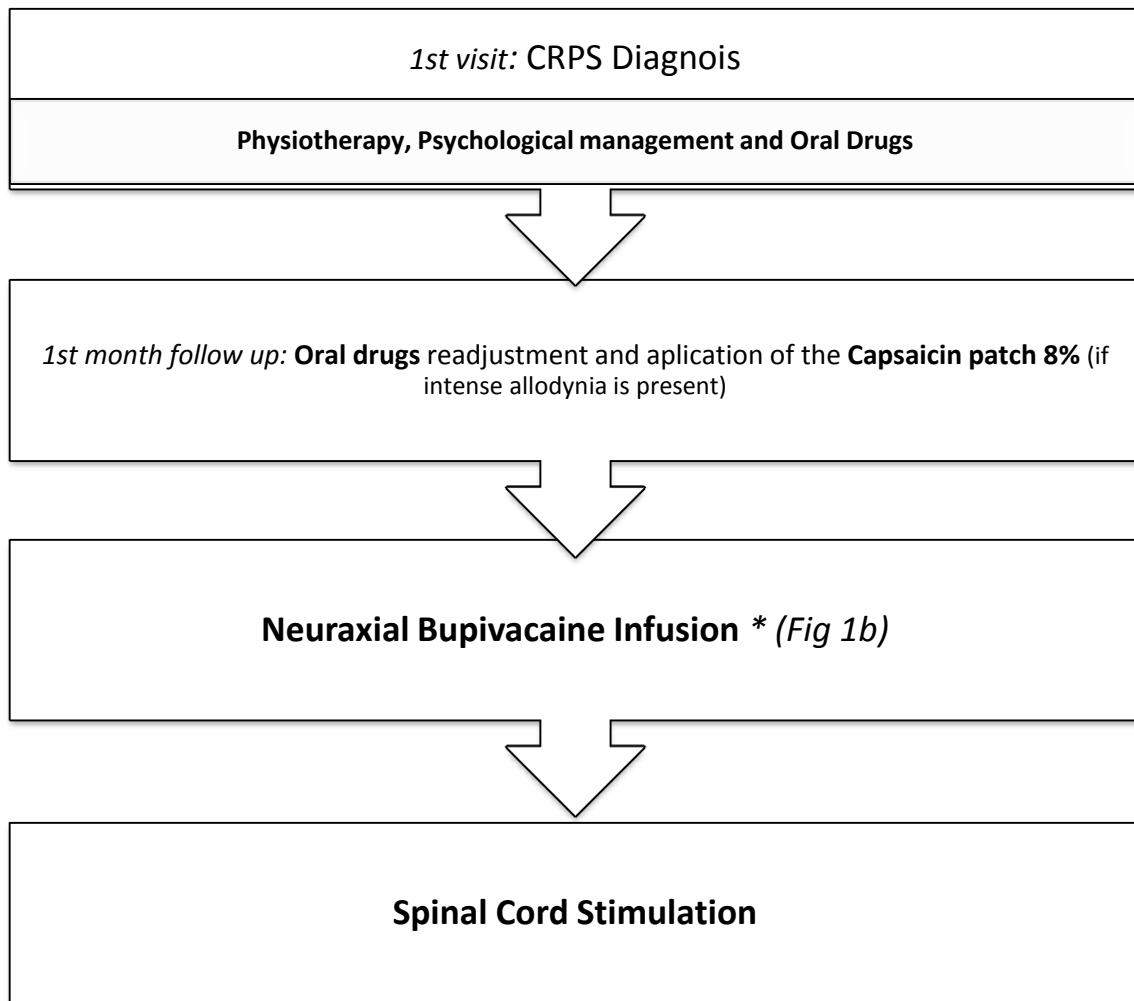 1st visit: CRPS Diagnois
Physiotherapy, Psychological management and Oral Drugs
1st month follow up: Oral drugs readjustment and aplication of the Capsaicin patch 8% (if
intense allodynia is present)
Neuraxial Bupivacaine Infusion * (Fig 1b)
Spinal Cord Stimulation